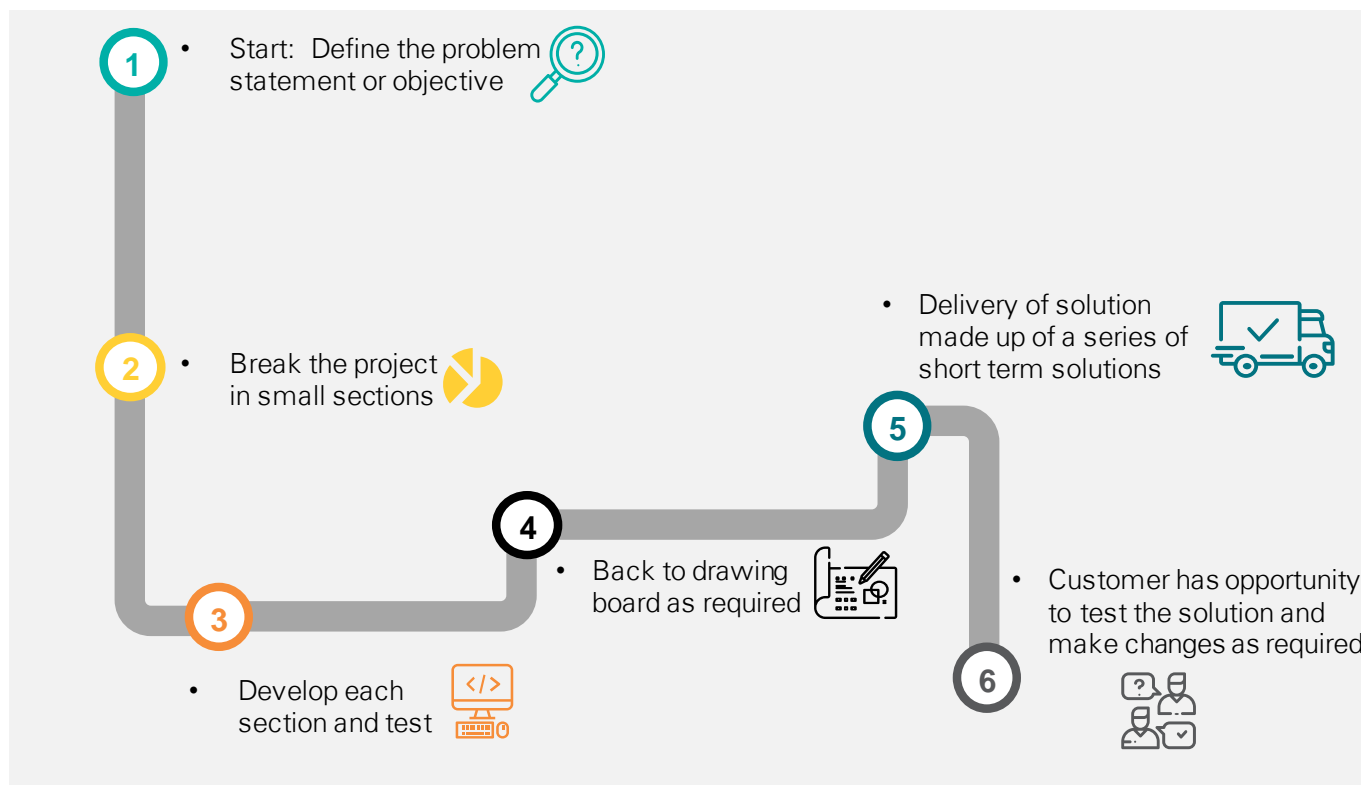 1
• Start: Define the problem
statement or objective
2
• Break the project
in small sections
3
• Develop each
section and test
</>
4
• Back to drawing
board as required
5
• Delivery of solution
made up of a series of
short term solutions
6
• Customer has opportunity
to test the solution and
make changes as required
?
?